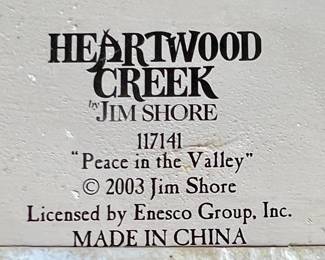 HEARTWOOD
CREEK
by JIM SHORE
117141
"Peace in the Valley"
© 2003 Jim Shore
Licensed by Enesco Group, Inc.
MADE IN CHINA